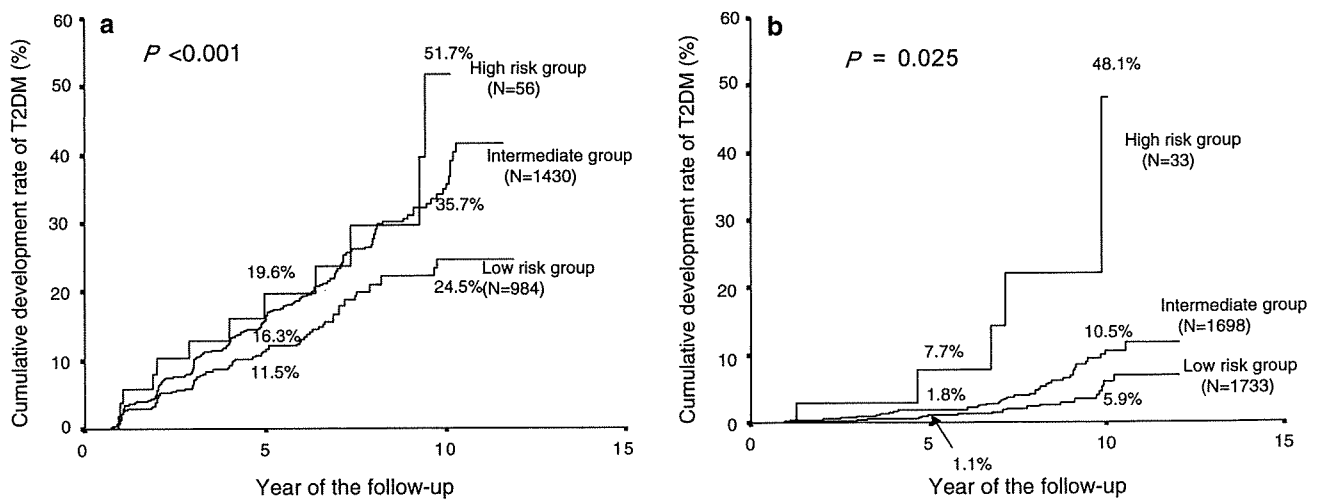 a
P <0.001
Cumulative development rate of T2DM (%)
60
50
40
30
20
10
0
51.7%
High risk group
(N=56)
Intermediate group
(N=1430)
35.7%
19.6%
Low risk group
24.5%
(N=984)
16.3%
11.5%
0
5
10
15
Year of the follow-up
b
P = 0.025
Cumulative development rate of T2DM (%)
60
50
40
30
20
10
0
48.1%
High risk group
(N=33)
Intermediate group
(N=1698)
10.5%
7.7%
Low risk group
(N=1733)
1.8%
5.9%
1.1%
0
5
10
15
Year of the follow-up